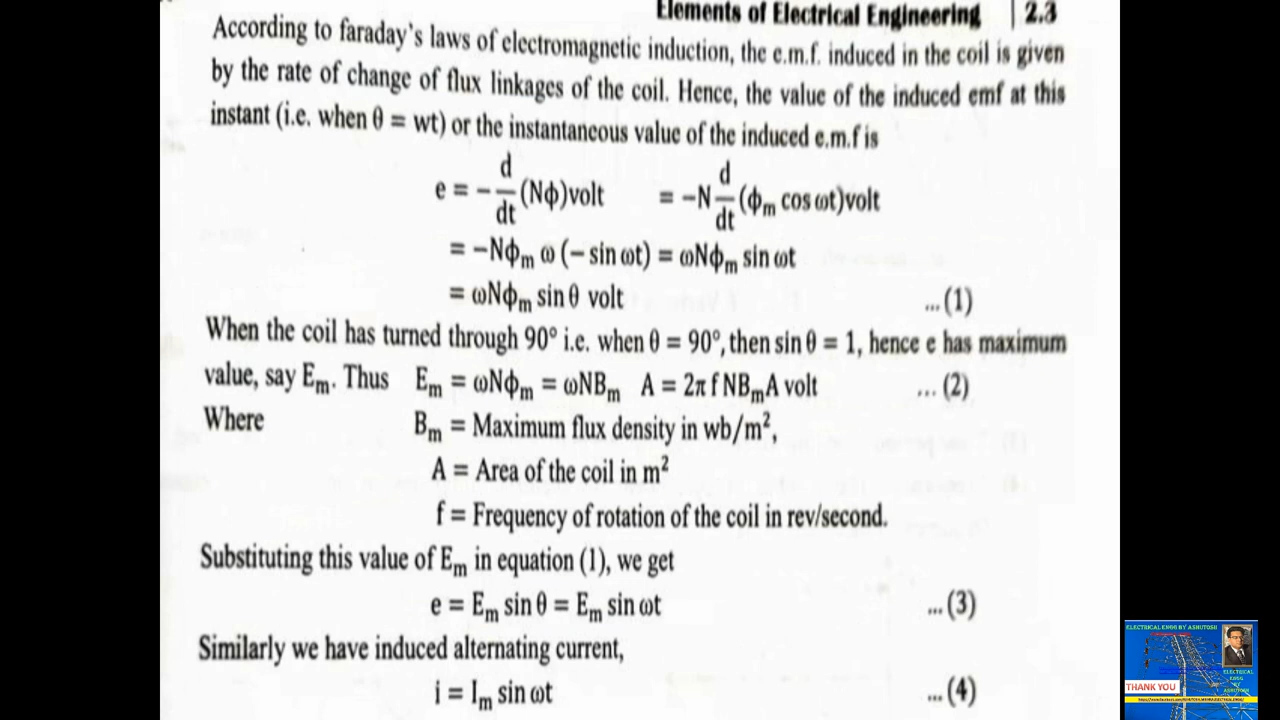 Elements of Electrical Engineering | 2.3
According to faraday's laws of electromagnetic induction, the e.m.f. induced in the coil is given
by the rate of change of flux linkages of the coil. Hence, the value of the induced emf at this
instant (i.e. when θ = wt) or the instantaneous value of the induced e.m.f is
e = -d/dt(Nϕ)volt = -N d/dt(ϕm cos ωt)volt
= -Nϕm ω (- sin ωt) = ωNϕm sin ωt
= ωNϕm sin θ volt ...(1)
When the coil has turned through 90° i.e. when θ = 90°, then sin θ = 1, hence e has maximum
value, say Em. Thus Em = ωNϕm = ωNBm A = 2π f NBmA volt ... (2)
Where Bm = Maximum flux density in wb/m²,
A = Area of the coil in m²
f = Frequency of rotation of the coil in rev/second.
Substituting this value of Em in equation (1), we get
e = Em sin θ = Em sin ωt ...(3)
Similarly we have induced alternating current,
i = Im sin ωt ...(4)
ELECTRICAL ENGG BY ASHUTOSH
ELECTRICAL
ENGG
BY
ASHUTOSH
THANK YOU